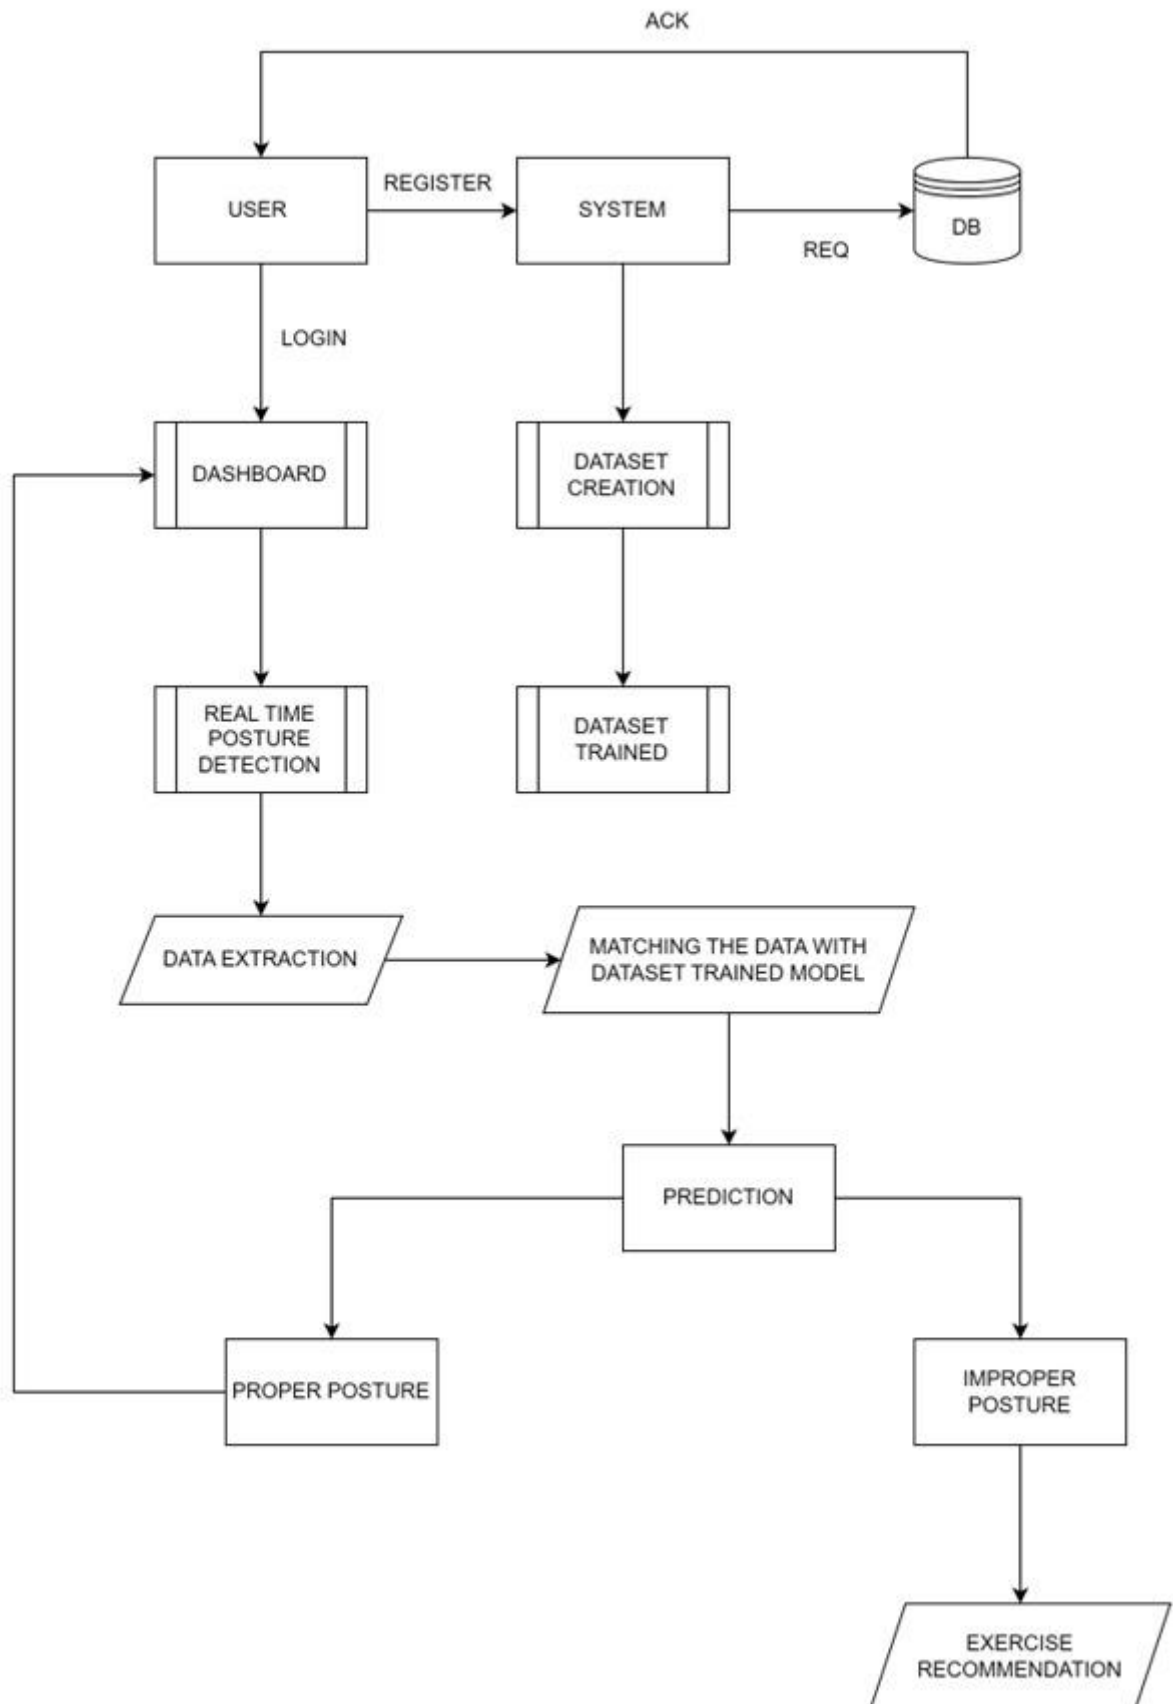 ACK
USER
REGISTER
SYSTEM
REQ
DB
LOGIN
DASHBOARD
DATASET
CREATION
REAL TIME
POSTURE
DETECTION
DATASET
TRAINED
DATA EXTRACTION
MATCHING THE DATA WITH
DATASET TRAINED MODEL
PREDICTION
PROPER POSTURE
IMPROPER
POSTURE
EXERCISE
RECOMMENDATION